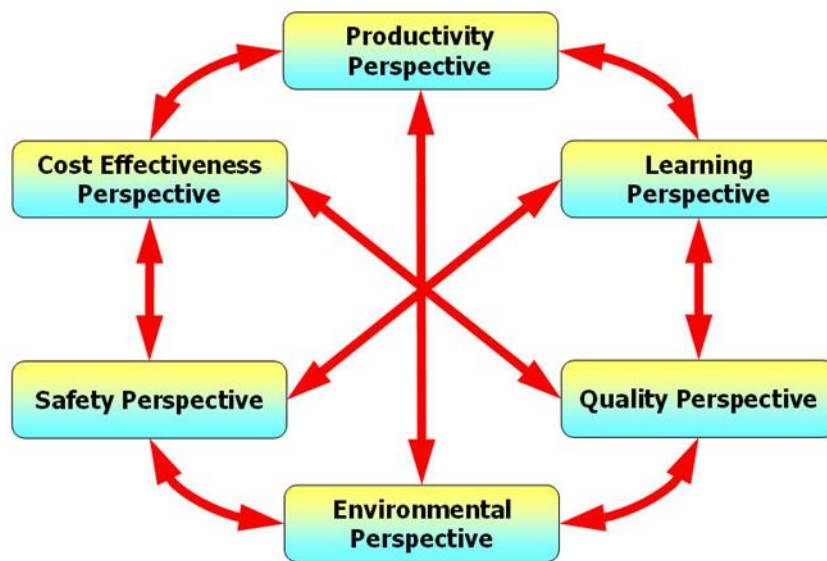 Productivity
Perspective
Cost Effectiveness
Perspective
Learning
Perspective
Safety Perspective
Quality Perspective
Environmental
Perspective